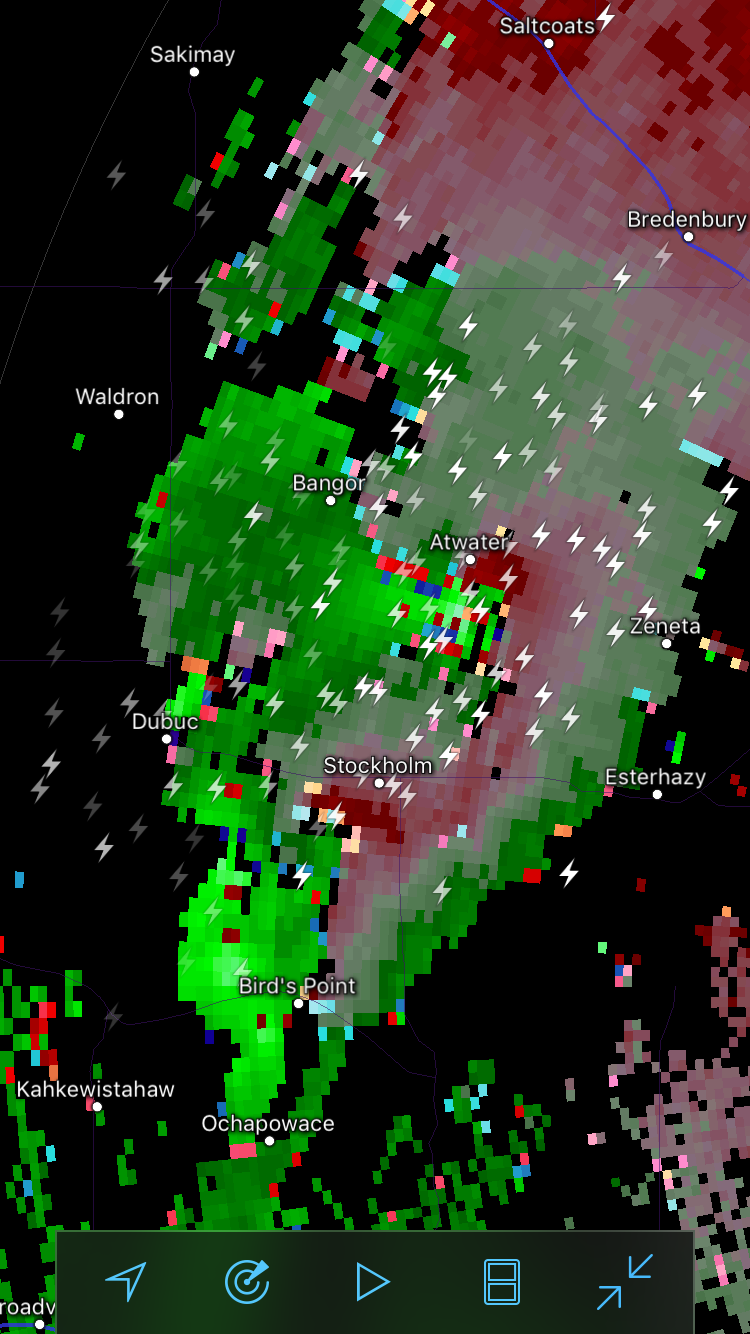 Saltcoats
Sakimay
Bredenbury
Waldron
Bangor
Atwater
Zeneta
Dubuc
Stockholm
Esterhazy
Bird's Point
Kahkewistahaw
Ochapowace
roadv